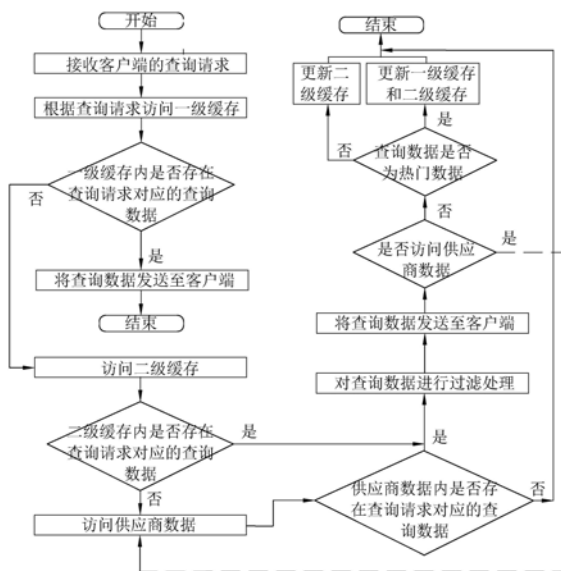 开始
接收客户端的查询请求
根据查询请求访问一级缓存
一级缓存内是否存在
查询请求对应的查询
数据
否
是
将查询数据发送至客户端
结束
访问二级缓存
二级缓存内是否存在
查询请求对应的查询
数据
是
否
访问供应商数据
结束
更新二
级缓存
更新一级缓存
和二级缓存
是
否
查询数据是否
为热门数据
否
是否访问供应
商数据
是
将查询数据发送至客户端
对查询数据进行过滤处理
是
供应商数据内是否存
在查询请求对应的查
询数据
否